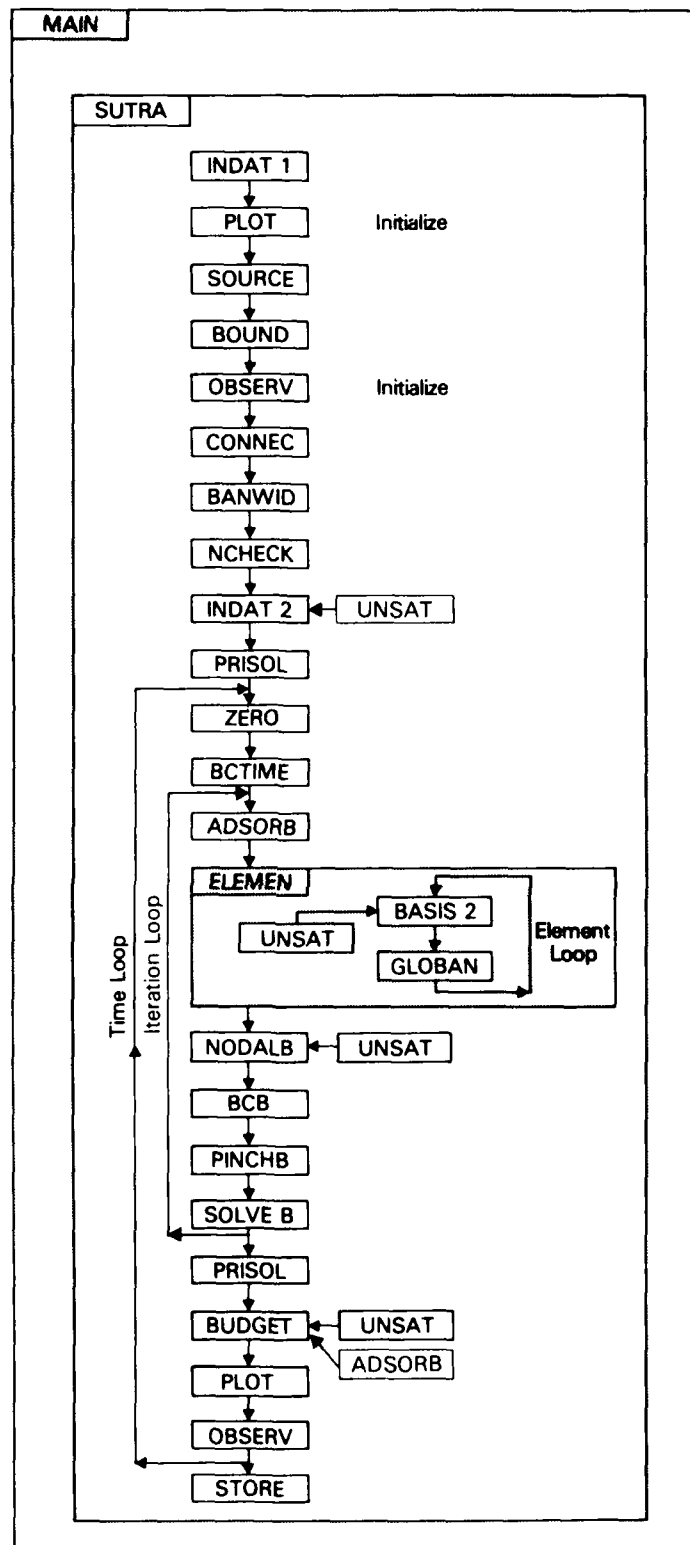 MAIN
SUTRA
INDAT 1
PLOT Initialize
SOURCE
BOUND
OBSERV Initialize
CONNEC
BANWID
NCHECK
INDAT 2 UNSAT
PRISOL
ZERO
BCTIME
ADSORB
ELEMEN
BASIS 2
UNSAT
Element
Loop
GLOBAN
Time Loop
Iteration Loop
NODALB UNSAT
BCB
PINCHB
SOLVE B
PRISOL
BUDGET UNSAT
ADSORB
PLOT
OBSERV
STORE